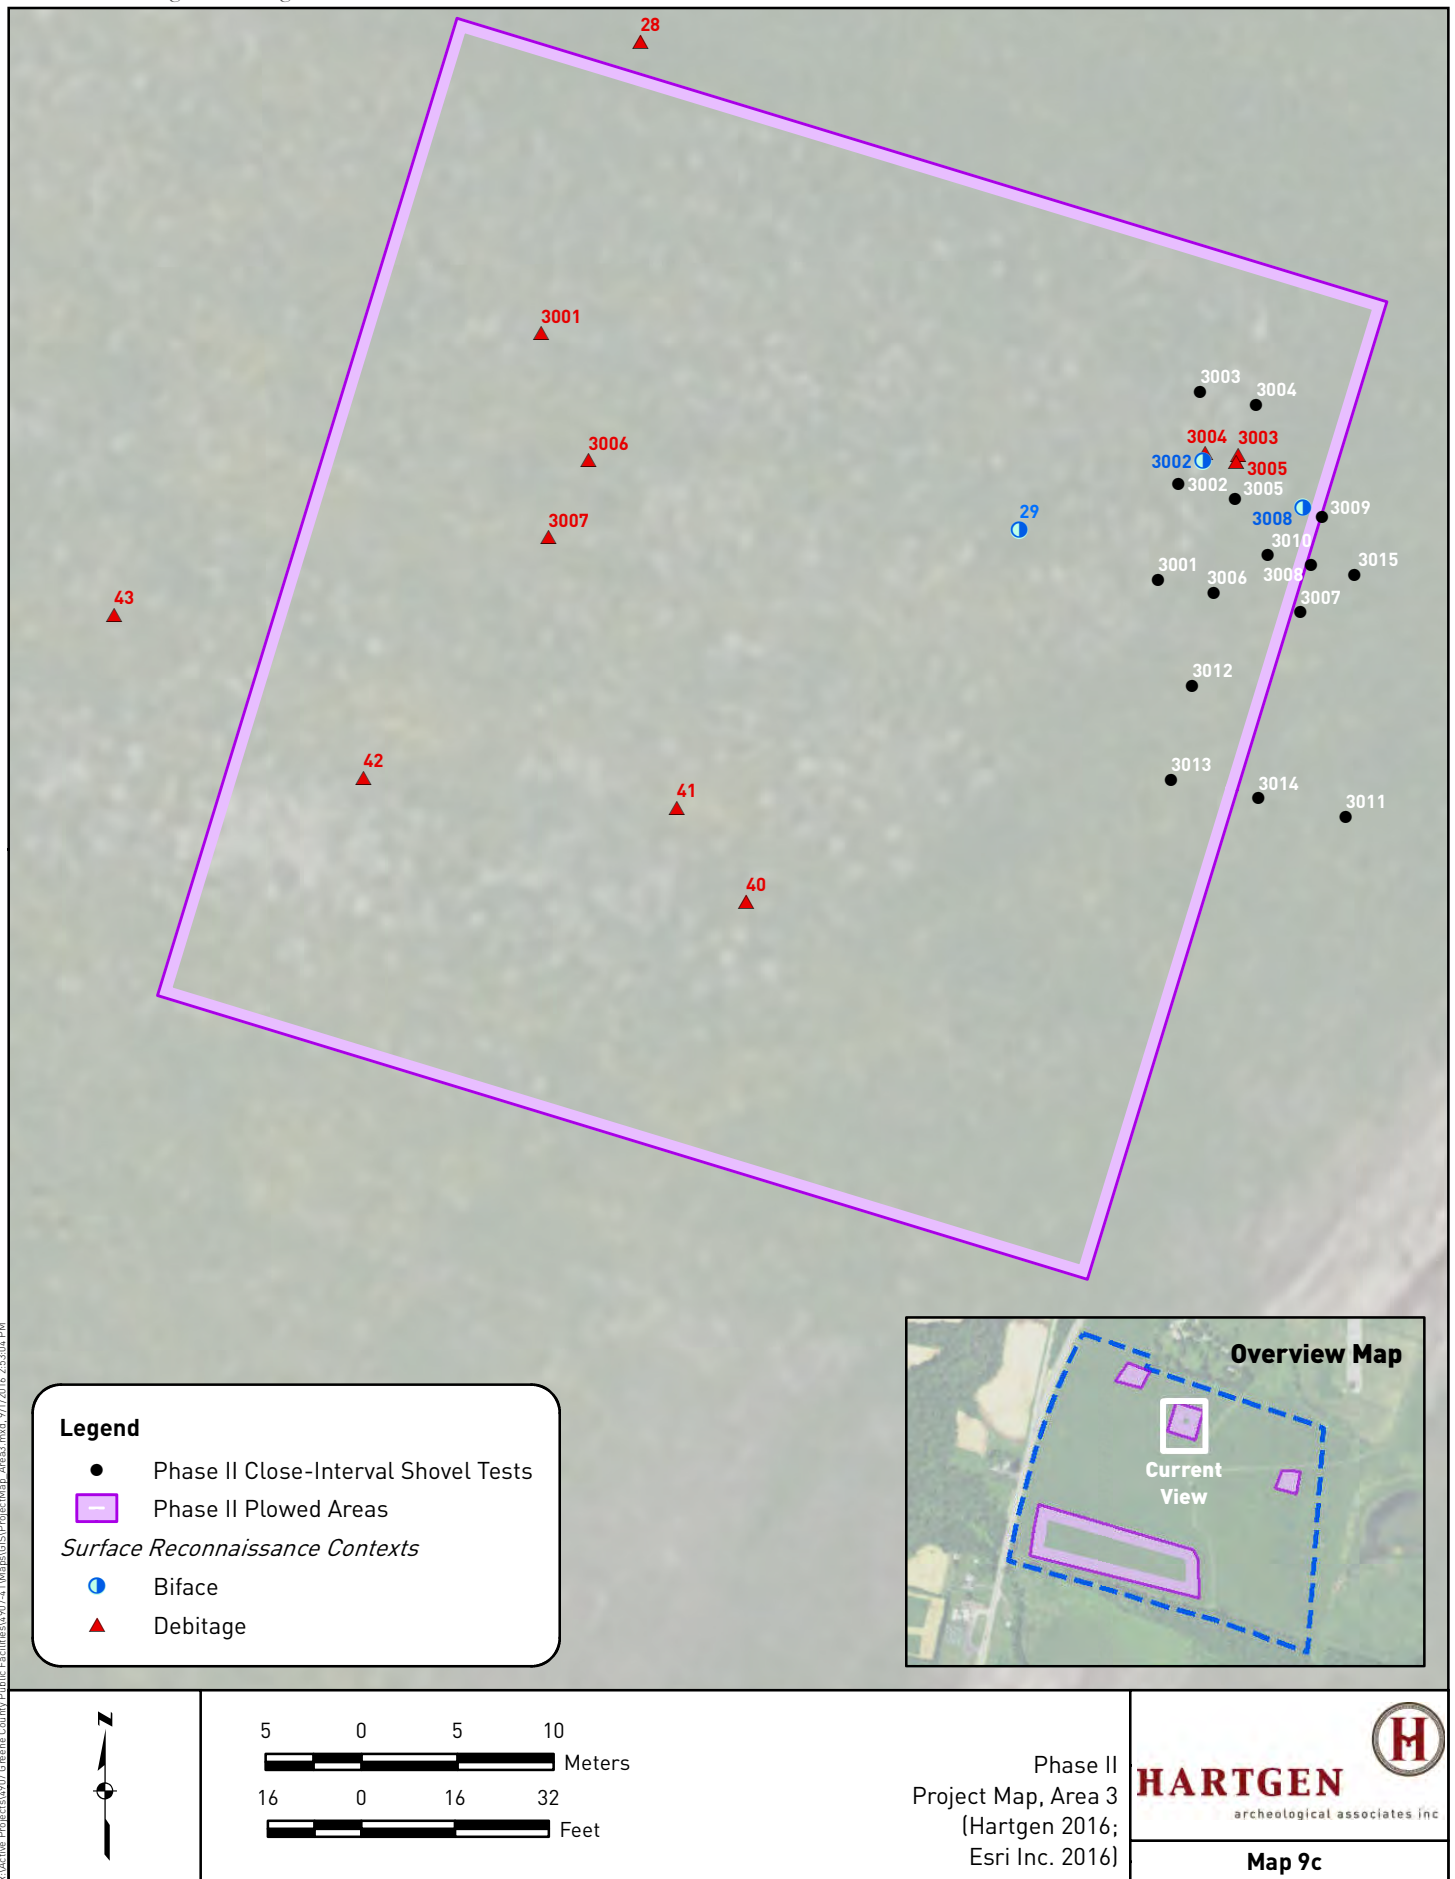 28
3001
3003
3004
3006
3004
3003
3002
3005
3002
3005
29
3008
3009
3007
3010
3015
3001
3006
3008
43
3007
3012
42
3013
41
3014
3011
40
Overview Map
Current
View
Legend
Phase II Close-Interval Shovel Tests
Phase II Plowed Areas
Surface Reconnaissance Contexts
Biface
Debitage
N
5 0 5 10
Meters
16 0 16 32
Feet
Phase II
Project Map, Area 3
(Hartgen 2016;
Esri Inc. 2016)
H
HARTGEN
archeological associates inc
Map 9c